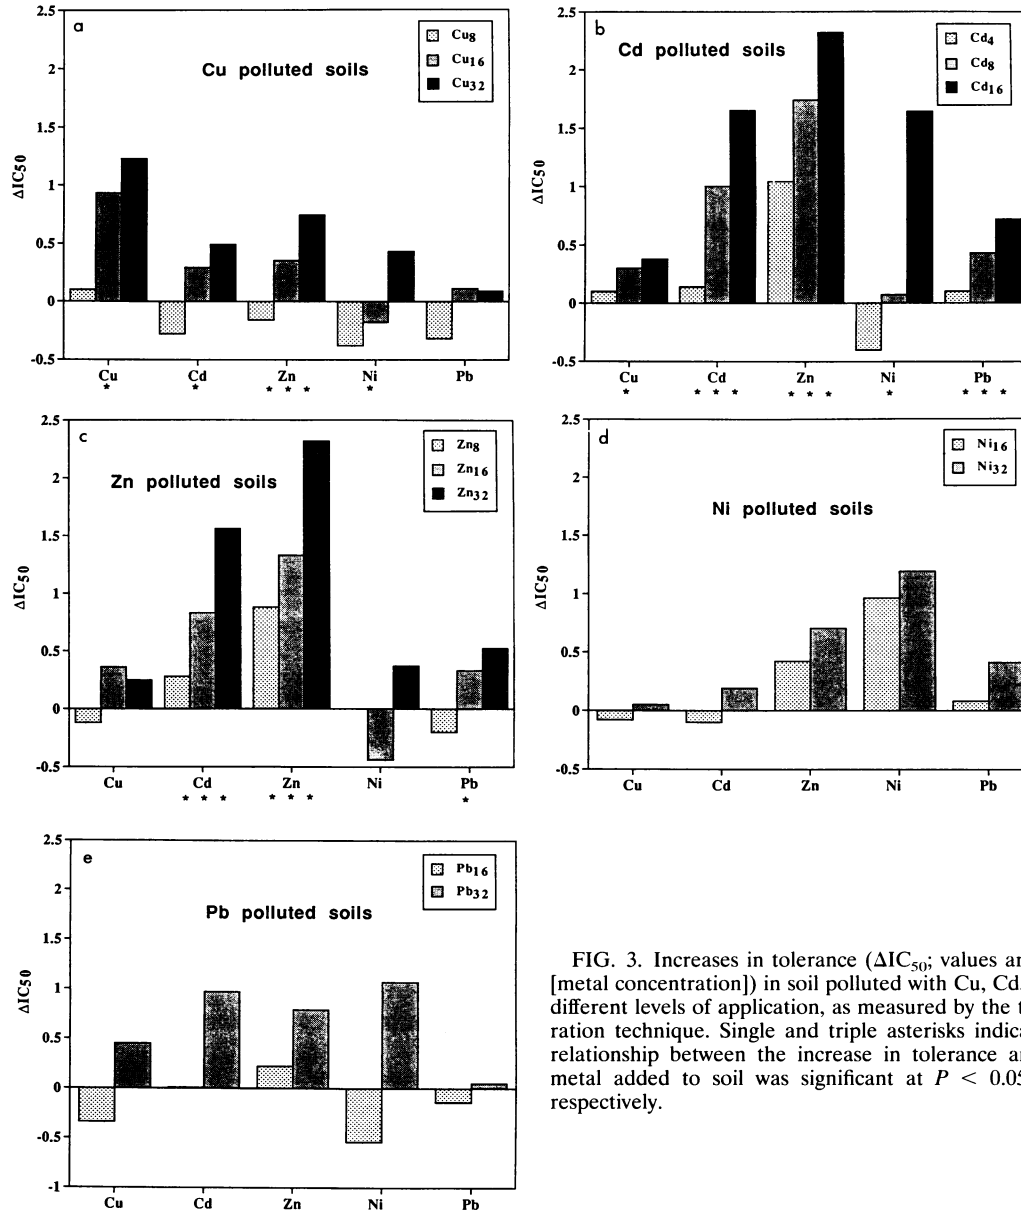 a
Cu8
Cu16
Cu32
Cu polluted soils
ΔIC50
2.5
2
1.5
1
0.5
0
-0.5
Cu Cd Zn Ni Pb
* * * * * *
b
Cd4
Cd8
Cd16
Cd polluted soils
ΔIC50
2.5
2
1.5
1
0.5
0
-0.5
Cu Cd Zn Ni Pb
* * * * * * * * * * *
c
Zn8
Zn16
Zn32
Zn polluted soils
ΔIC50
2.5
2
1.5
1
0.5
0
-0.5
Cu Cd Zn Ni Pb
* * * * * * *
d
Ni16
Ni32
Ni polluted soils
ΔIC50
2.5
2
1.5
1
0.5
0
-0.5
Cu Cd Zn Ni Pb
e
Pb16
Pb32
Pb polluted soils
ΔIC50
2.5
2
1.5
1
0.5
0
-0.5
-1
Cu Cd Zn Ni Pb
FIG. 3. Increases in tolerance (ΔIC50; values
[metal concentration]) in soil polluted with Cu, Cd,
different levels of application, as measured by the
ration technique. Single and triple asterisks
relationship between the increase in tolerance
metal added to soil was significant at P < 0.05
respectively.